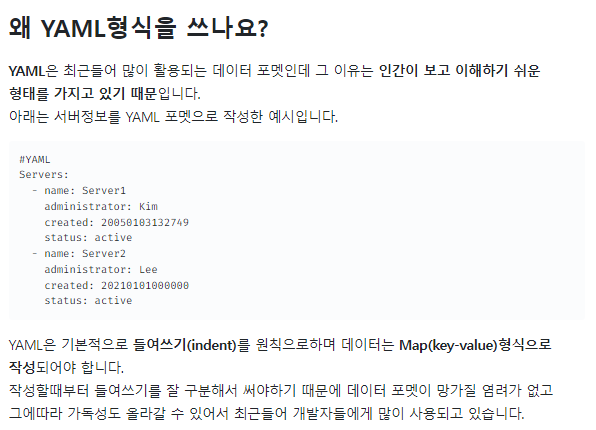 왜 YAML형식을 쓰나요?
YAML은 최근들어 많이 활용되는 데이터 포멧인데 그 이유는 인간이 보고 이해하기 쉬운
형태를 가지고 있기 때문입니다.
아래는 서버정보를 YAML 포멧으로 작성한 예시입니다.
#YAML
Servers:
  - name: Server1
    administrator: Kim
    created: 20050103132749
    status: active
  - name: Server2
    administrator: Lee
    created: 20210101000000
    status: active
YAML은 기본적으로 들여쓰기(indent)를 원칙으로하며 데이터는 Map(key-value)형식으로
작성되어야 합니다.
작성할때부터 들여쓰기를 잘 구분해서 써야하기 때문에 데이터 포멧이 망가질 염려가 없고
그에따라 가독성도 올라갈 수 있어서 최근들어 개발자들에게 많이 사용되고 있습니다.